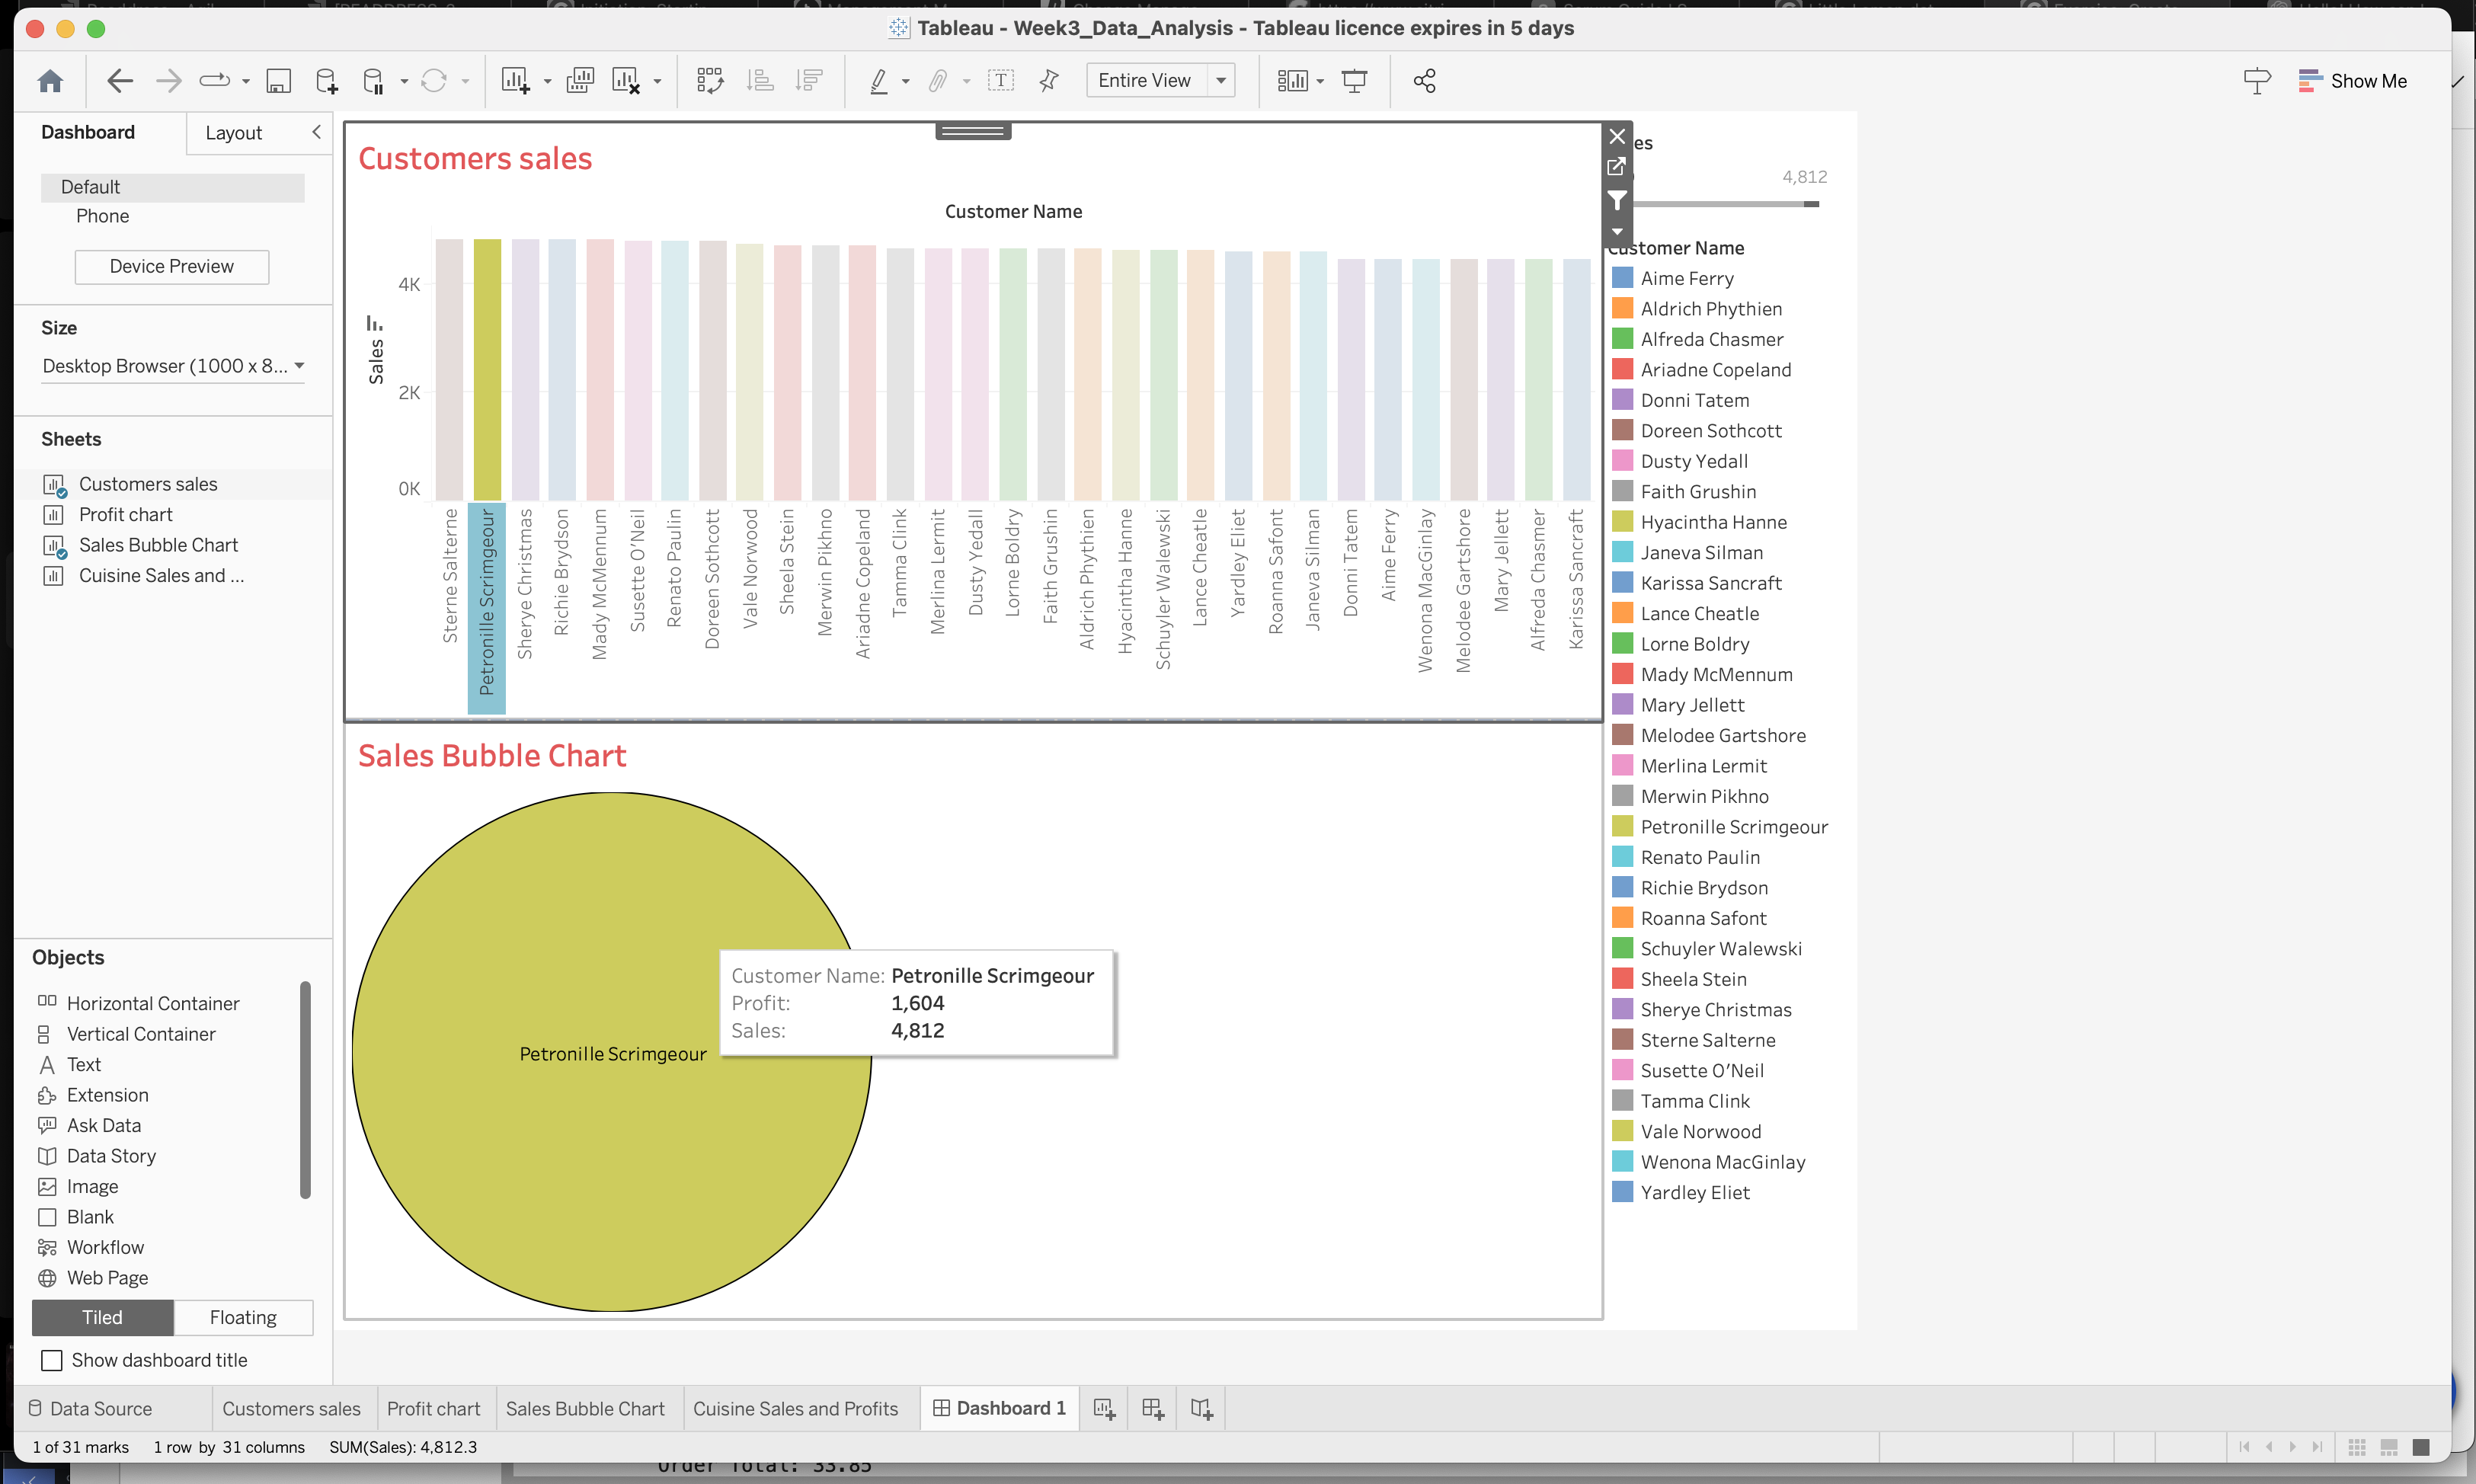 Tableau - Week3_Data_Analysis - Tableau licence expires in 5 days
Entire View
Show Me
Dashboard
Layout
Default
Phone
Device Preview
Size
Desktop Browser (1000 x 8...
Sheets
Customers sales
Profit chart
Sales Bubble Chart
Cuisine Sales and ...
Objects
Horizontal Container
Vertical Container
Text
Extension
Ask Data
Data Story
Image
Blank
Workflow
Web Page
Tiled
Floating
Show dashboard title
Customers sales
Customer Name
Sales
4K
2K
0K
Sterne Salterne
Petronille Scrimgeour
Sherye Christmas
Richie Brydson
Mady McMennum
Susette O'Neil
Renato Paulin
Doreen Sothcott
Vale Norwood
Sheela Stein
Merwin Pikhno
Ariadne Copeland
Tamma Clink
Merlina Lermit
Dusty Yedall
Lorne Boldry
Faith Grushin
Aldrich Phythien
Hyacintha Hanne
Schuyler Walewski
Lance Cheatle
Yardley Eliet
Roanna Safont
Janeva Silman
Donni Tatem
Aime Ferry
Wenona MacGinlay
Melodee Gartshore
Mary Jellett
Alfreda Chasmer
Karissa Sancraft
Sales Bubble Chart
Petronille Scrimgeour
Customer Name: Petronille Scrimgeour
Profit: 1,604
Sales: 4,812
es
4,812
Customer Name
Aime Ferry
Aldrich Phythien
Alfreda Chasmer
Ariadne Copeland
Donni Tatem
Doreen Sothcott
Dusty Yedall
Faith Grushin
Hyacintha Hanne
Janeva Silman
Karissa Sancraft
Lance Cheatle
Lorne Boldry
Mady McMennum
Mary Jellett
Melodee Gartshore
Merlina Lermit
Merwin Pikhno
Petronille Scrimgeour
Renato Paulin
Richie Brydson
Roanna Safont
Schuyler Walewski
Sheela Stein
Sherye Christmas
Sterne Salterne
Susette O'Neil
Tamma Clink
Vale Norwood
Wenona MacGinlay
Yardley Eliet
Data Source
Customers sales
Profit chart
Sales Bubble Chart
Cuisine Sales and Profits
Dashboard 1
1 of 31 marks
1 row by 31 columns
SUM(Sales): 4,812.3
Order Total: 33.85